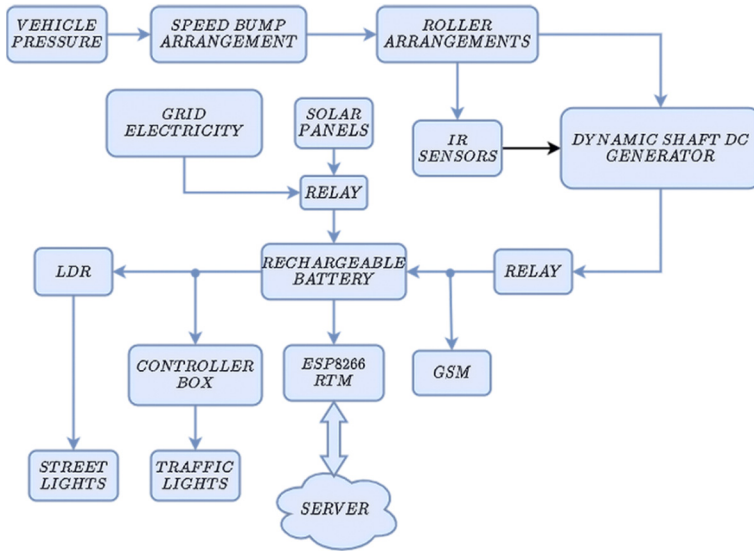 VEHICLE
PRESSURE
SPEED BUMP
ARRANGEMENT
ROLLER
ARRANGEMENTS
GRID
ELECTRICITY
SOLAR
PANELS
IR
SENSORS
DYNAMIC SHAFT DC
GENERATOR
RELAY
LDR
RECHARGEABLE
BATTERY
RELAY
CONTROLLER
BOX
ESP8266
RTM
GSM
STREET
LIGHTS
TRAFFIC
LIGHTS
SERVER